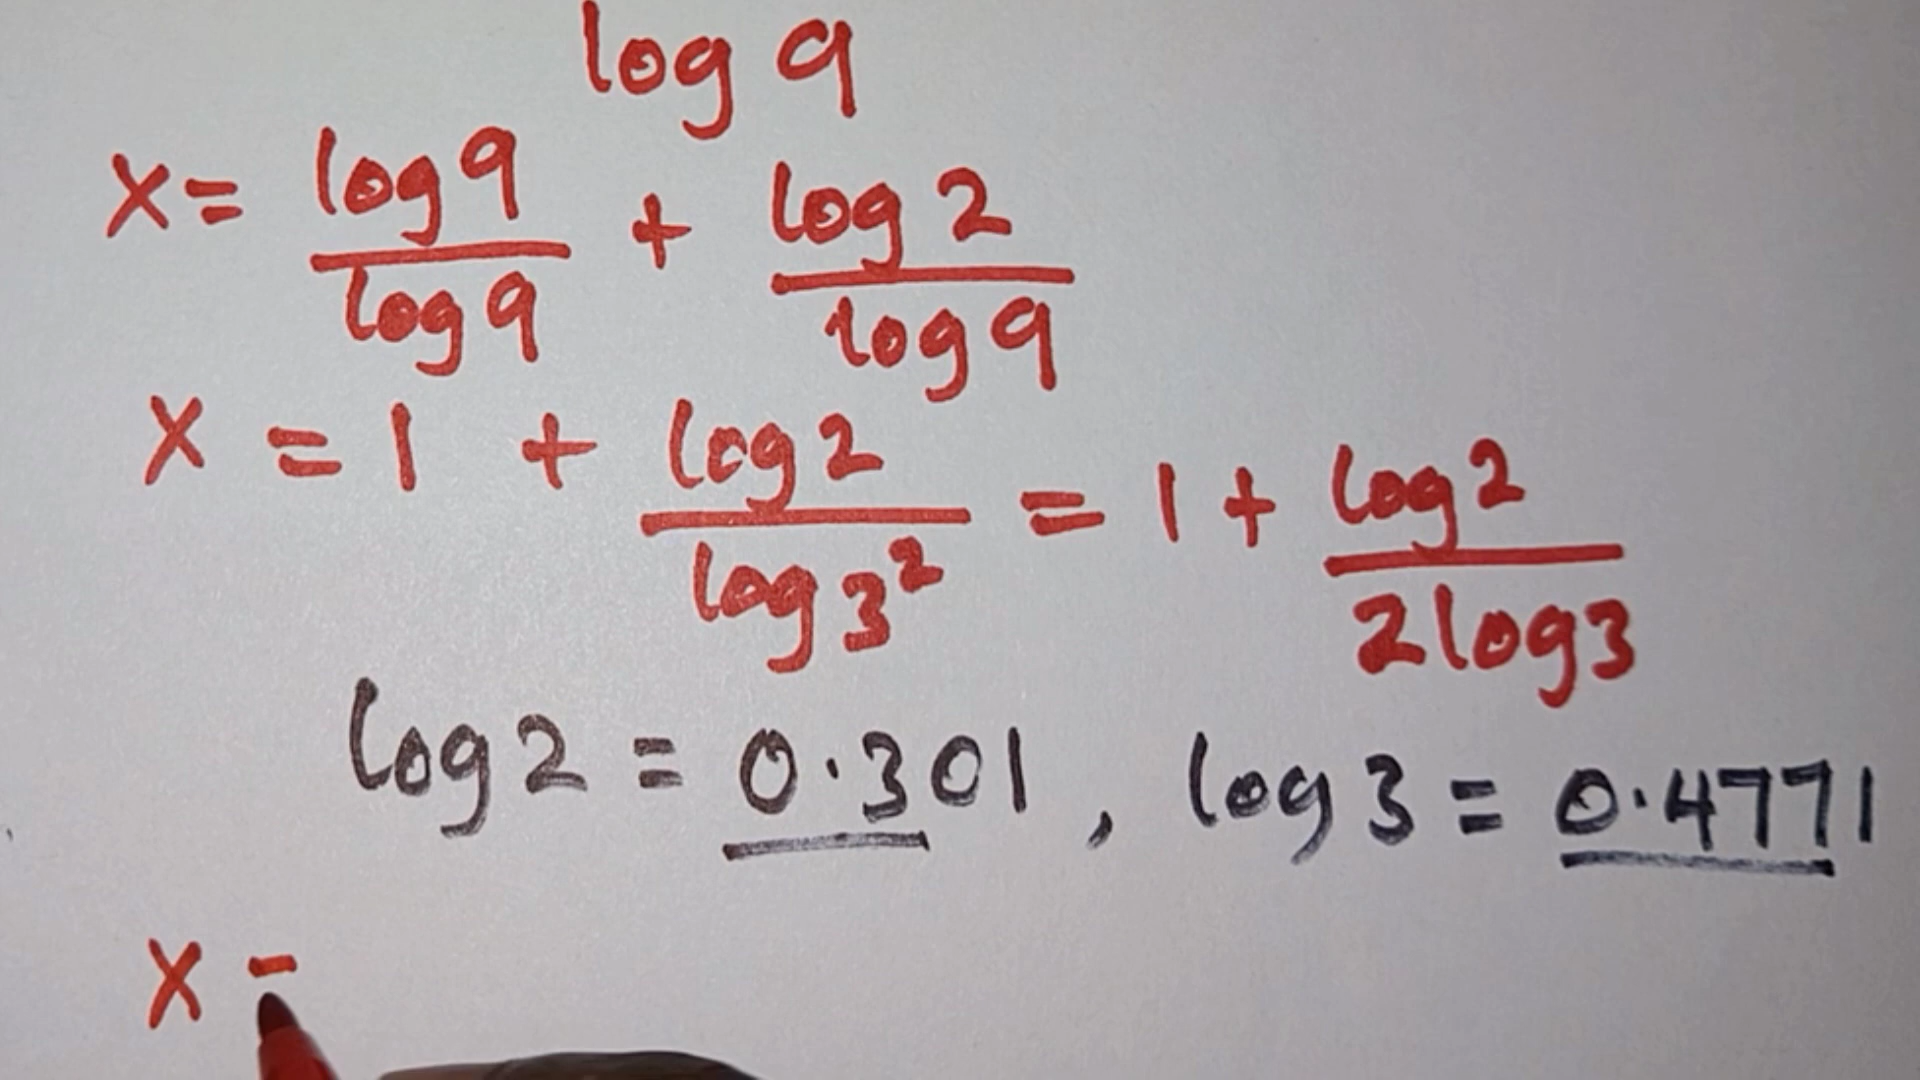 log 9
x = log 9 / log 9 + log 2 / log 9
x = 1 + log 2 / log 3² = 1 + log 2 / 2 log 3
log 2 = 0.301 , log 3 = 0.4771
x =